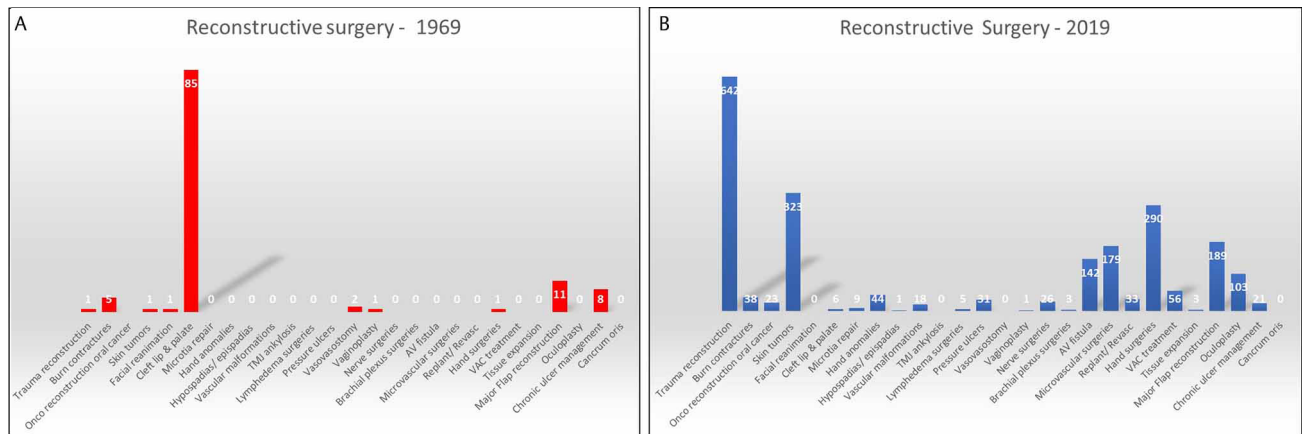 A
Reconstructive surgery - 1969
1 5 1 1 85 0 0 0 0 0 0 0 2 1 0 0 0 0 0 1 0 0 11 0 8 0
Trauma reconstruction
Burn contractures
Onco reconstruction oral cancer
Skin tumors
Facial reanimation
Cleft lip & palate
Microtia repair
Hand anomalies
Hypospadias/ epispadias
Vascular malformations
TMJ ankylosis
Lymphedema surgeries
Pressure ulcers
Vasovasostomy
Vaginoplasty
Nerve surgeries
Brachial plexus surgeries
AV fistula
Microvascular surgeries
Replant/ Revasc
Hand surgeries
VAC treatment
Tissue expansion
Major Flap reconstruction
Oculoplasty
Chronic ulcer management
Cancrum oris
B
Reconstructive Surgery - 2019
642 38 23 323 0 6 9 44 1 18 0 5 31 0 1 26 3 142 179 33 290 56 3 189 103 21 0
Trauma reconstruction
Burn contractures
Onco reconstruction oral cancer
Skin tumors
Facial reanimation
Cleft lip & palate
Microtia repair
Hand anomalies
Hypospadias/ epispadias
Vascular malformations
TMJ ankylosis
Lymphedema surgeries
Pressure ulcers
Vasovasostomy
Vaginoplasty
Nerve surgeries
Brachial plexus surgeries
AV fistula
Microvascular surgeries
Replant/ Revasc
Hand surgeries
VAC treatment
Tissue expansion
Major Flap reconstruction
Oculoplasty
Chronic ulcer management
Cancrum oris